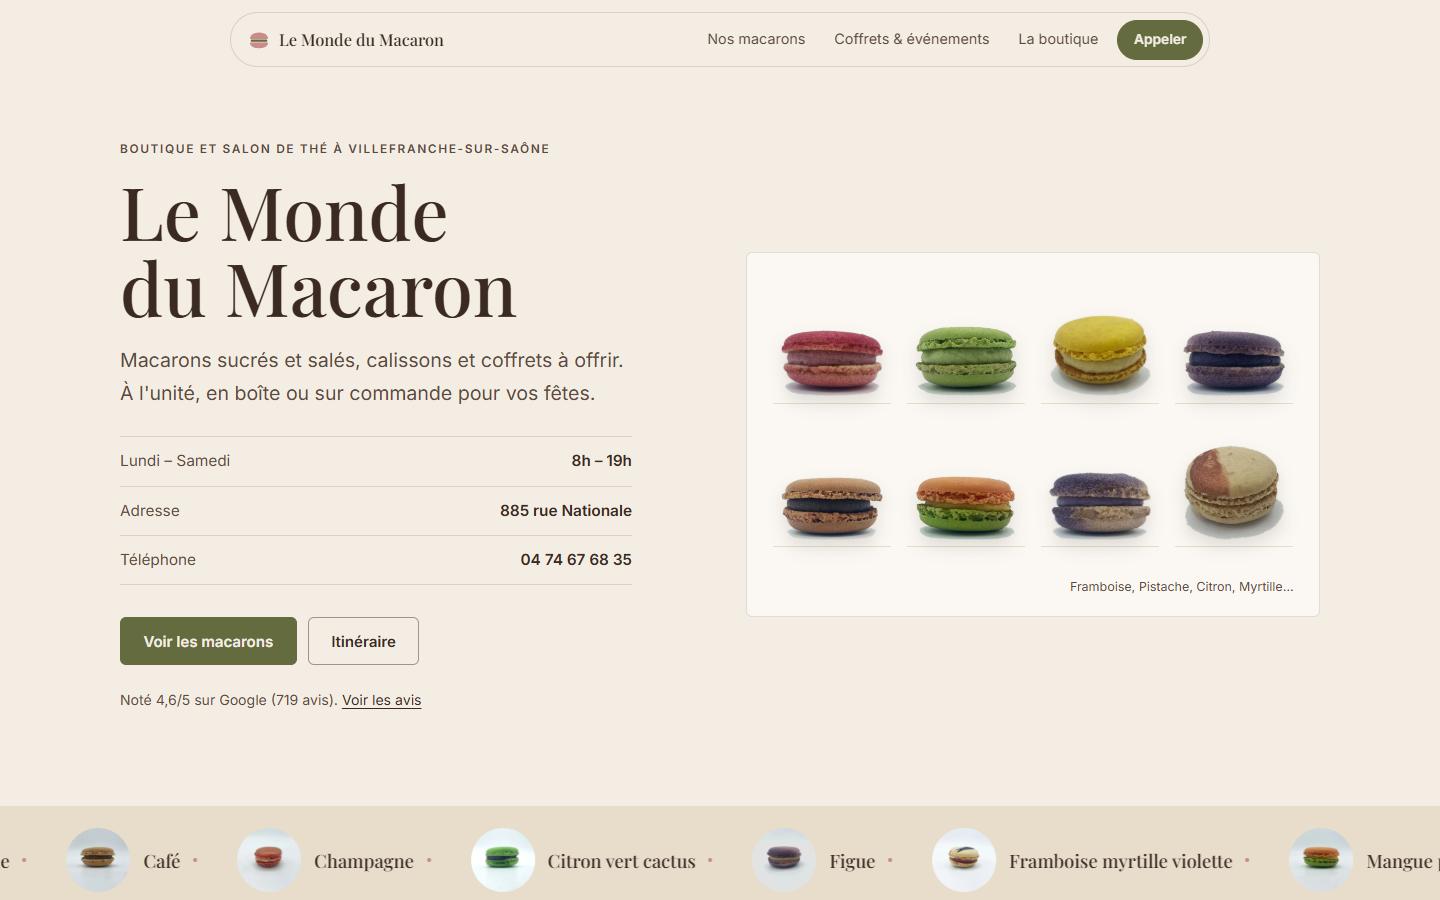 Le Monde du Macaron
Nos macarons
Coffrets & événements
La boutique
Appeler
BOUTIQUE ET SALON DE THÉ À VILLEFRANCHE-SUR-SAÔNE
Le Monde
du Macaron
Macarons sucrés et salés, calissons et coffrets à offrir.
À l'unité, en boîte ou sur commande pour vos fêtes.
Lundi – Samedi 8h – 19h
Adresse 885 rue Nationale
Téléphone 04 74 67 68 35
Voir les macarons
Itinéraire
Noté 4,6/5 sur Google (719 avis). Voir les avis
Framboise, Pistache, Citron, Myrtille...
Café • Champagne • Citron vert cactus • Figue • Framboise myrtille violette • Mangue